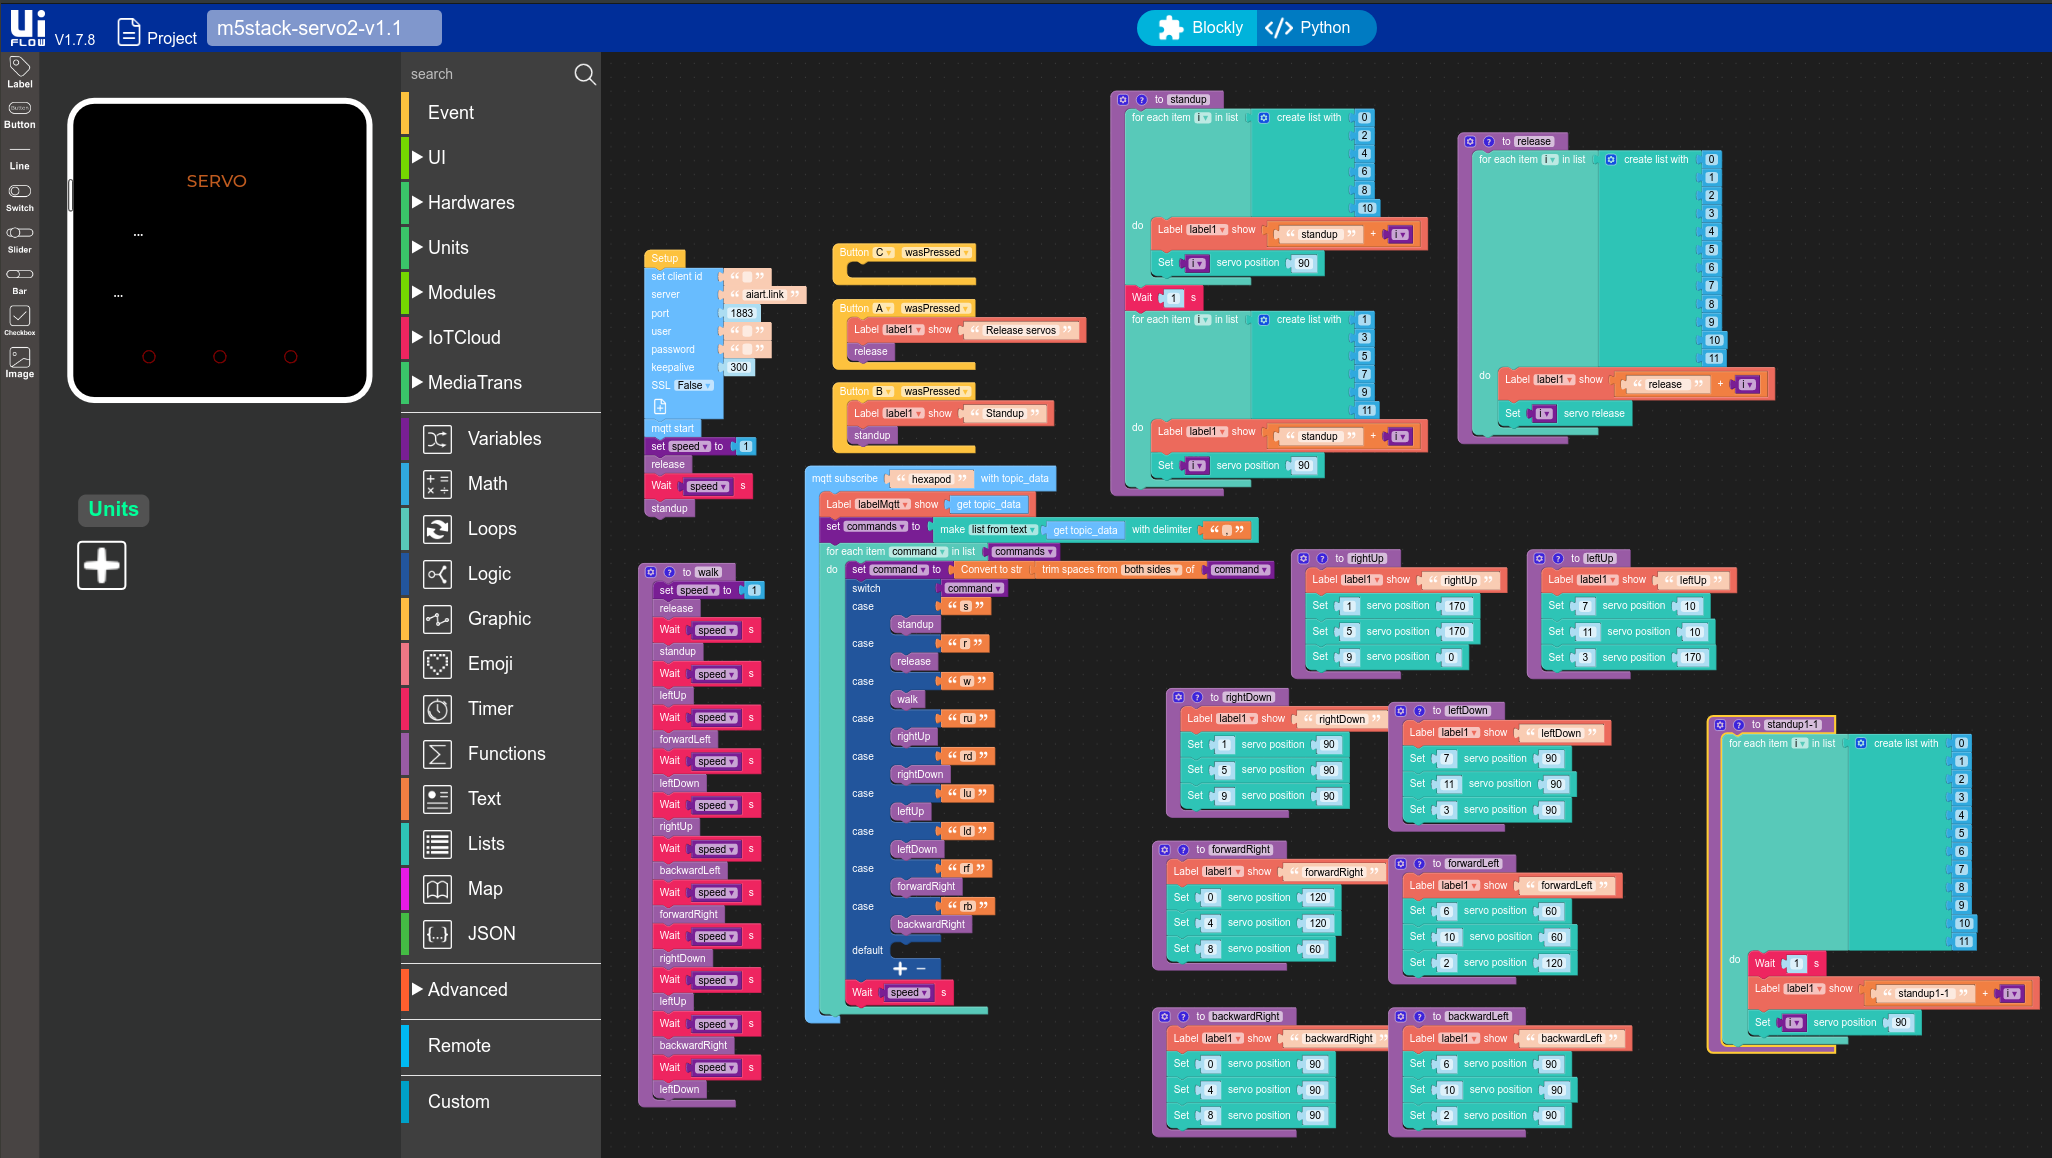 Ui FLOW V1.7.8 Project m5stack-servo2-v1.1 Blockly Python
Label
Button
Button
Line
Switch
Slider
Bar
Checkbox
Image
SERVO
...
...
Units
search
Event
UI
Hardwares
Units
Modules
IoTCloud
MediaTrans
Variables
Math
Loops
Logic
Graphic
Emoji
Timer
Functions
Text
Lists
Map
JSON
Advanced
Remote
Custom
Setup
set client id “ ”
server “ aiart.link ”
port 1883
user “ ”
password “ ”
keepalive 300
SSL False
mqtt start
set speed to 1
release
Wait speed s
standup
to walk
set speed to 1
release
Wait speed s
standup
Wait speed s
leftUp
Wait speed s
forwardLeft
Wait speed s
leftDown
Wait speed s
rightUp
Wait speed s
backwardLeft
Wait speed s
forwardRight
Wait speed s
rightDown
Wait speed s
leftUp
Wait speed s
backwardRight
Wait speed s
leftDown
Button C wasPressed
Button A wasPressed
Label label1 show “ Release servos ”
release
Button B wasPressed
Label label1 show “ Standup ”
standup
mqtt subscribe “ hexapod ” with topic_data
Label labelMqtt show get topic_data
set commands to make list from text get topic_data with delimiter “ , ”
for each item command in list commands
do set command to Convert to str trim spaces from both sides of command
switch command
case “ s ”
standup
case “ r ”
release
case “ w ”
walk
case “ ru ”
rightUp
case “ rd ”
rightDown
case “ lu ”
leftUp
case “ ld ”
leftDown
case “ rf ”
forwardRight
case “ rb ”
backwardRight
default
+ −
Wait speed s
to standup
for each item i in list create list with 0
2
4
6
8
10
do Label label1 show “ standup ” + i
Set i servo position 90
Wait 1 s
for each item i in list create list with 1
3
5
7
9
11
do Label label1 show “ standup ” + i
Set i servo position 90
to release
for each item i in list create list with 0
1
2
3
4
5
6
7
8
9
10
11
do Label label1 show “ release ” + i
Set i servo release
to rightUp
Label label1 show “ rightUp ”
Set 1 servo position 170
Set 5 servo position 170
Set 9 servo position 0
to leftUp
Label label1 show “ leftUp ”
Set 7 servo position 10
Set 11 servo position 10
Set 3 servo position 170
to rightDown
Label label1 show “ rightDown ”
Set 1 servo position 90
Set 5 servo position 90
Set 9 servo position 90
to leftDown
Label label1 show “ leftDown ”
Set 7 servo position 90
Set 11 servo position 90
Set 3 servo position 90
to forwardRight
Label label1 show “ forwardRight ”
Set 0 servo position 120
Set 4 servo position 120
Set 8 servo position 60
to forwardLeft
Label label1 show “ forwardLeft ”
Set 6 servo position 60
Set 10 servo position 60
Set 2 servo position 120
to backwardRight
Label label1 show “ backwardRight ”
Set 0 servo position 90
Set 4 servo position 90
Set 8 servo position 90
to backwardLeft
Label label1 show “ backwardLeft ”
Set 6 servo position 90
Set 10 servo position 90
Set 2 servo position 90
to standup1-1
for each item i in list create list with 0
1
2
3
4
5
6
7
8
9
10
11
do Wait 1 s
Label label1 show “ standup1-1 ” + i
Set i servo position 90